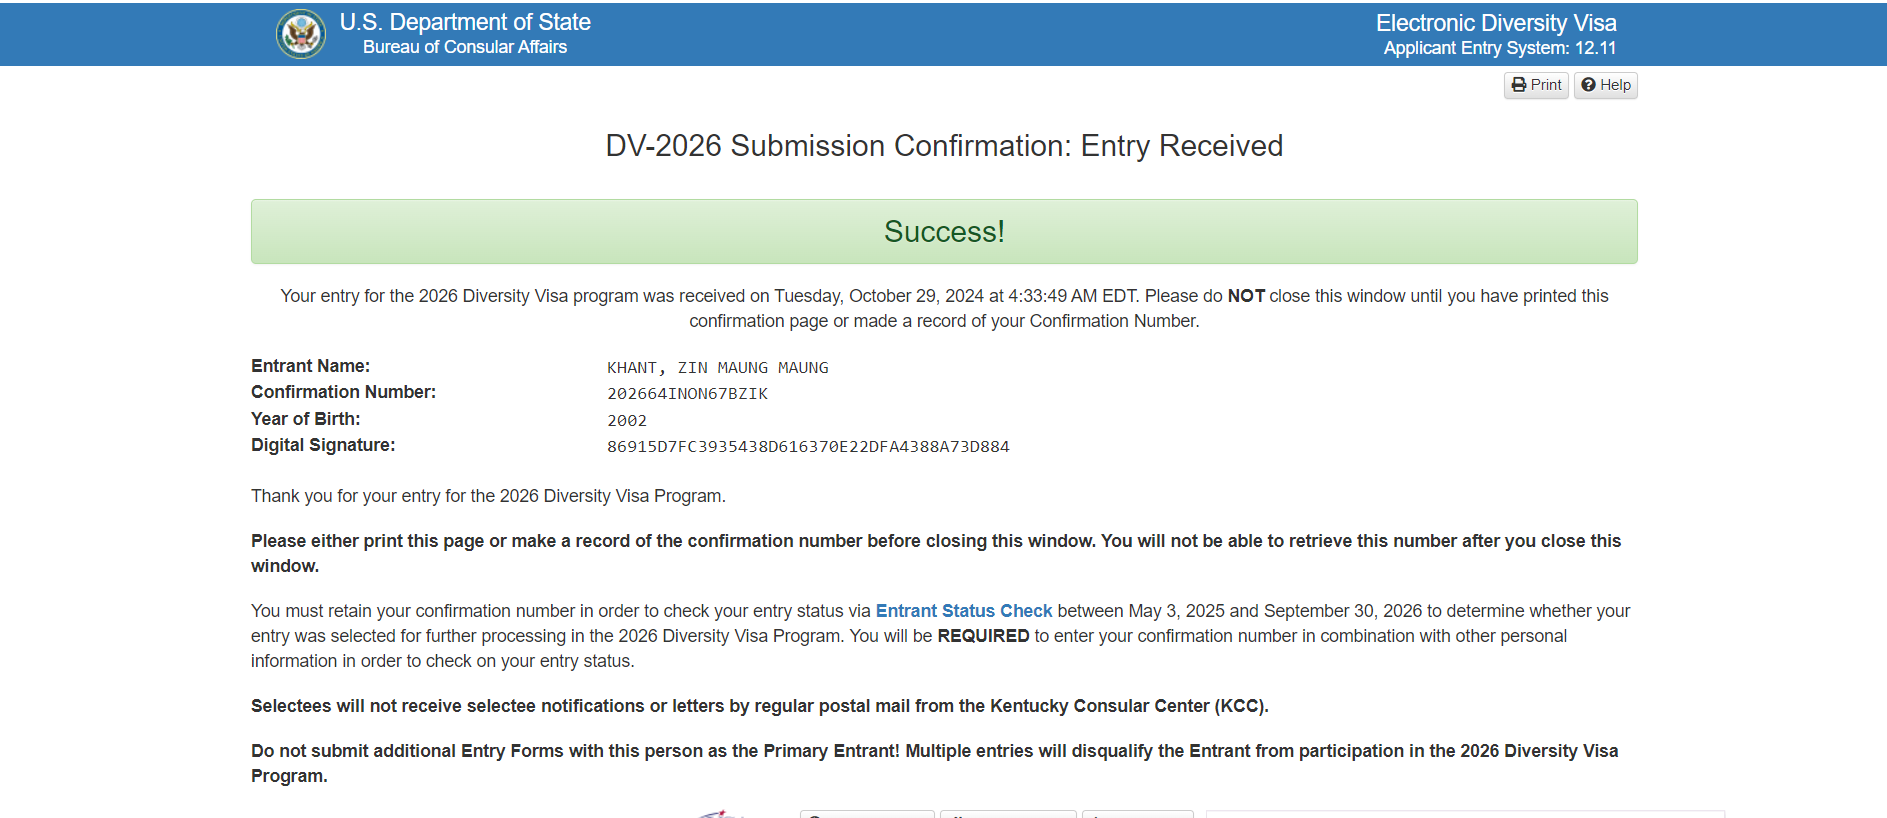 U.S. Department of State
Bureau of Consular Affairs
Electronic Diversity Visa
Applicant Entry System: 12.11
Print
Help
DV-2026 Submission Confirmation: Entry Received
Success!
Your entry for the 2026 Diversity Visa program was received on Tuesday, October 29, 2024 at 4:33:49 AM EDT. Please do NOT close this window until you have printed this
confirmation page or made a record of your Confirmation Number.
Entrant Name: KHANT, ZIN MAUNG MAUNG
Confirmation Number: 202664INON67BZIK
Year of Birth: 2002
Digital Signature: 86915D7FC3935438D616370E22DFA4388A73D884
Thank you for your entry for the 2026 Diversity Visa Program.
Please either print this page or make a record of the confirmation number before closing this window. You will not be able to retrieve this number after you close this
window.
You must retain your confirmation number in order to check your entry status via Entrant Status Check between May 3, 2025 and September 30, 2026 to determine whether your
entry was selected for further processing in the 2026 Diversity Visa Program. You will be REQUIRED to enter your confirmation number in combination with other personal
information in order to check on your entry status.
Selectees will not receive selectee notifications or letters by regular postal mail from the Kentucky Consular Center (KCC).
Do not submit additional Entry Forms with this person as the Primary Entrant! Multiple entries will disqualify the Entrant from participation in the 2026 Diversity Visa
Program.